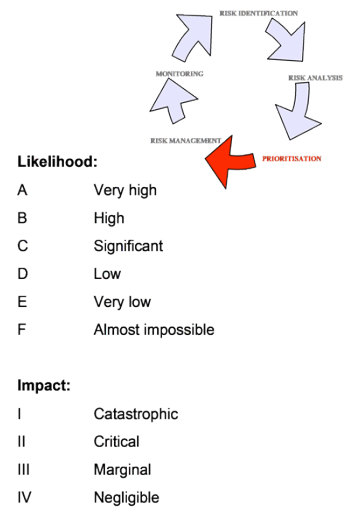 RISK IDENTIFICATION
MONITORING
RISK ANALYSIS
RISK MANAGEMENT
PRIORITISATION
Likelihood:
A Very high
B High
C Significant
D Low
E Very low
F Almost impossible
Impact:
I Catastrophic
II Critical
III Marginal
IV Negligible